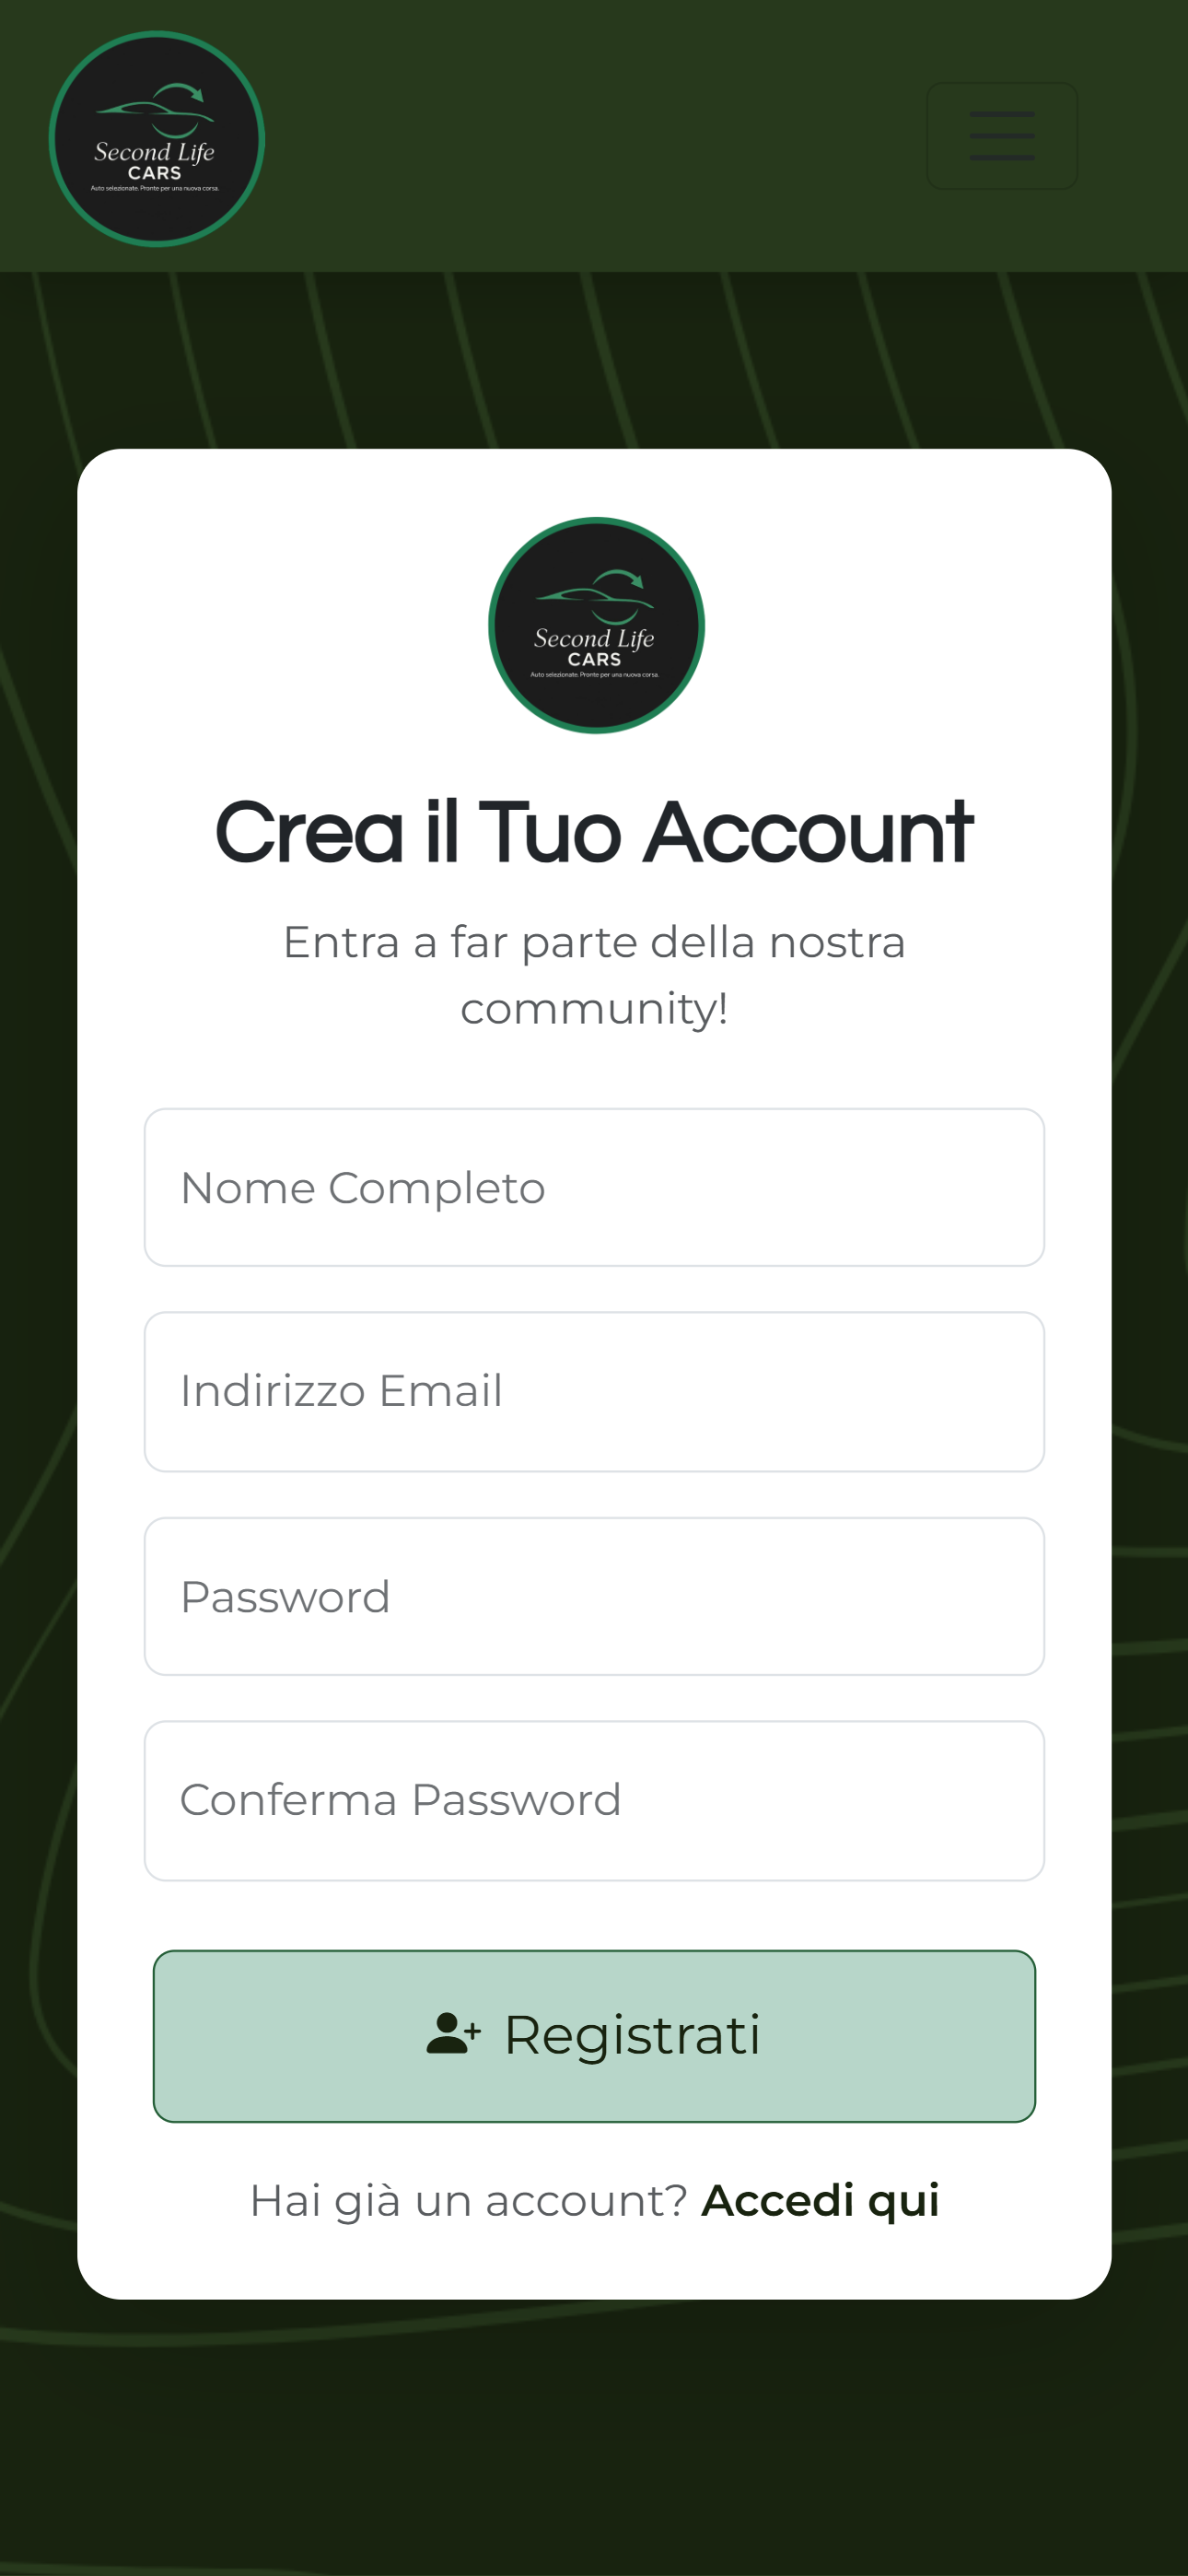 Second Life
CARS
Auto selezionate. Pronte per una nuova corsa.
Second Life
CARS
Auto selezionate. Pronte per una nuova corsa.
Crea il Tuo Account
Entra a far parte della nostra
community!
Nome Completo
Indirizzo Email
Password
Conferma Password
Registrati
Hai già un account? Accedi qui